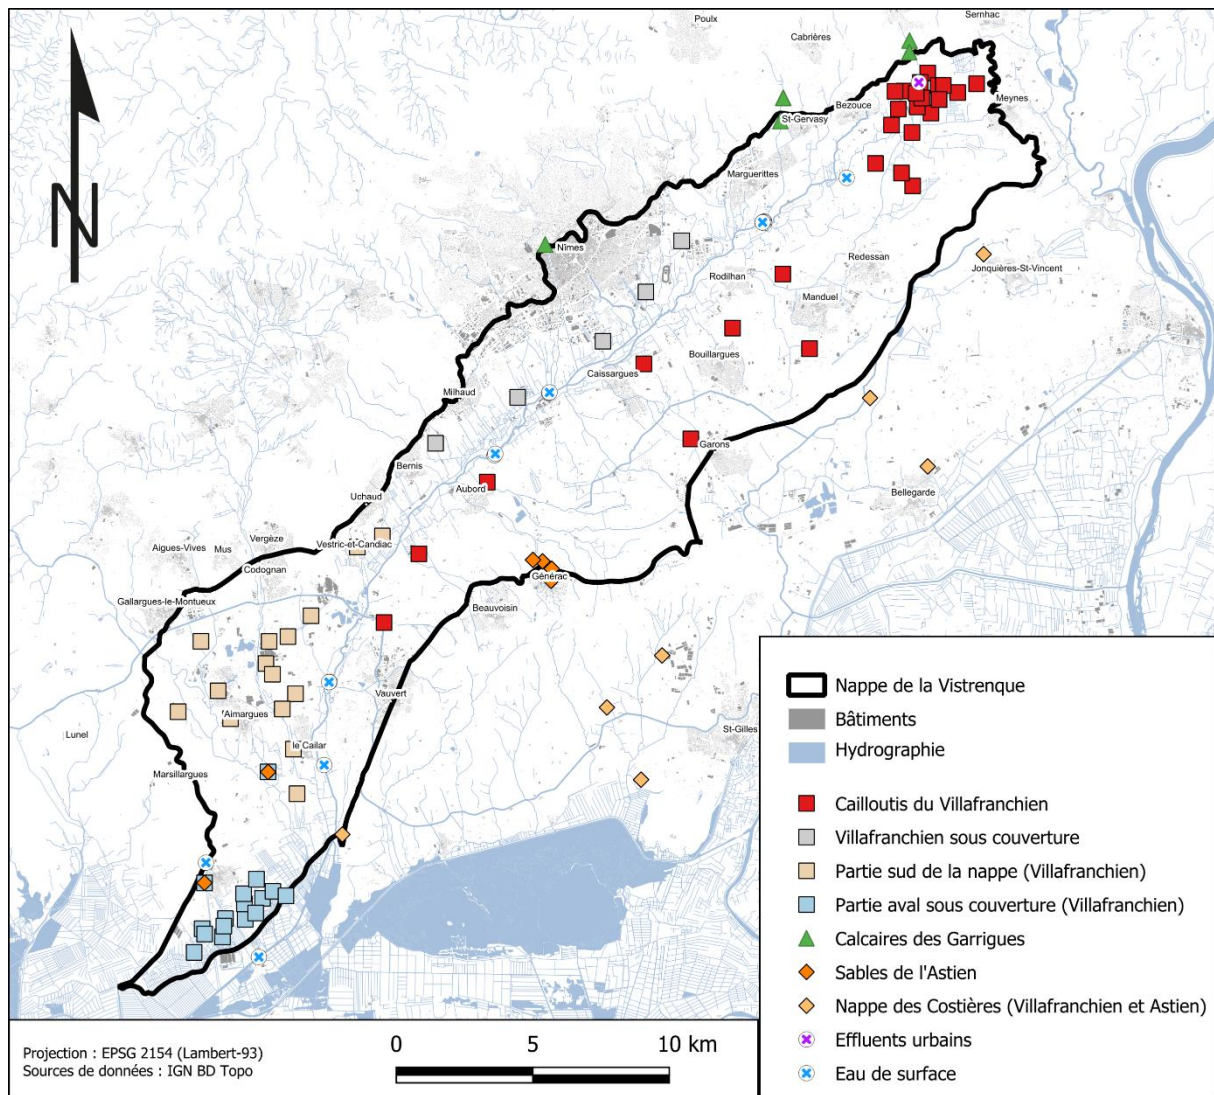 Poulx
Sernhac
Cabrières
N
Meynes
Bezouce
St-Gervasy
Marguerittes
Nîmes
Redessan
Jonquières-St-Vincent
Rodilhan
Manduel
Bouillargues
Caissargues
Milhaud
Garons
Bernis
Aubord
Bellegarde
Uchaud
Vergèze
Vestric-et-Candiac
Aigues-Vives
Mus
Codognan
Générac
Gallargues-le-Montueux
Beauvoisin
Vauvert
Aimargues
St-Gilles
Lunel
le Cailar
Marsillargues
Nappe de la Vistrenque
Bâtiments
Hydrographie
Cailloutis du Villafranchien
Villafranchien sous couverture
Partie sud de la nappe (Villafranchien)
Partie aval sous couverture (Villafranchien)
Calcaires des Garrigues
Sables de l'Astien
Nappe des Costières (Villafranchien et Astien)
Effluents urbains
Eau de surface
Projection : EPSG 2154 (Lambert-93)
Sources de données : IGN BD Topo
0 5 10 km